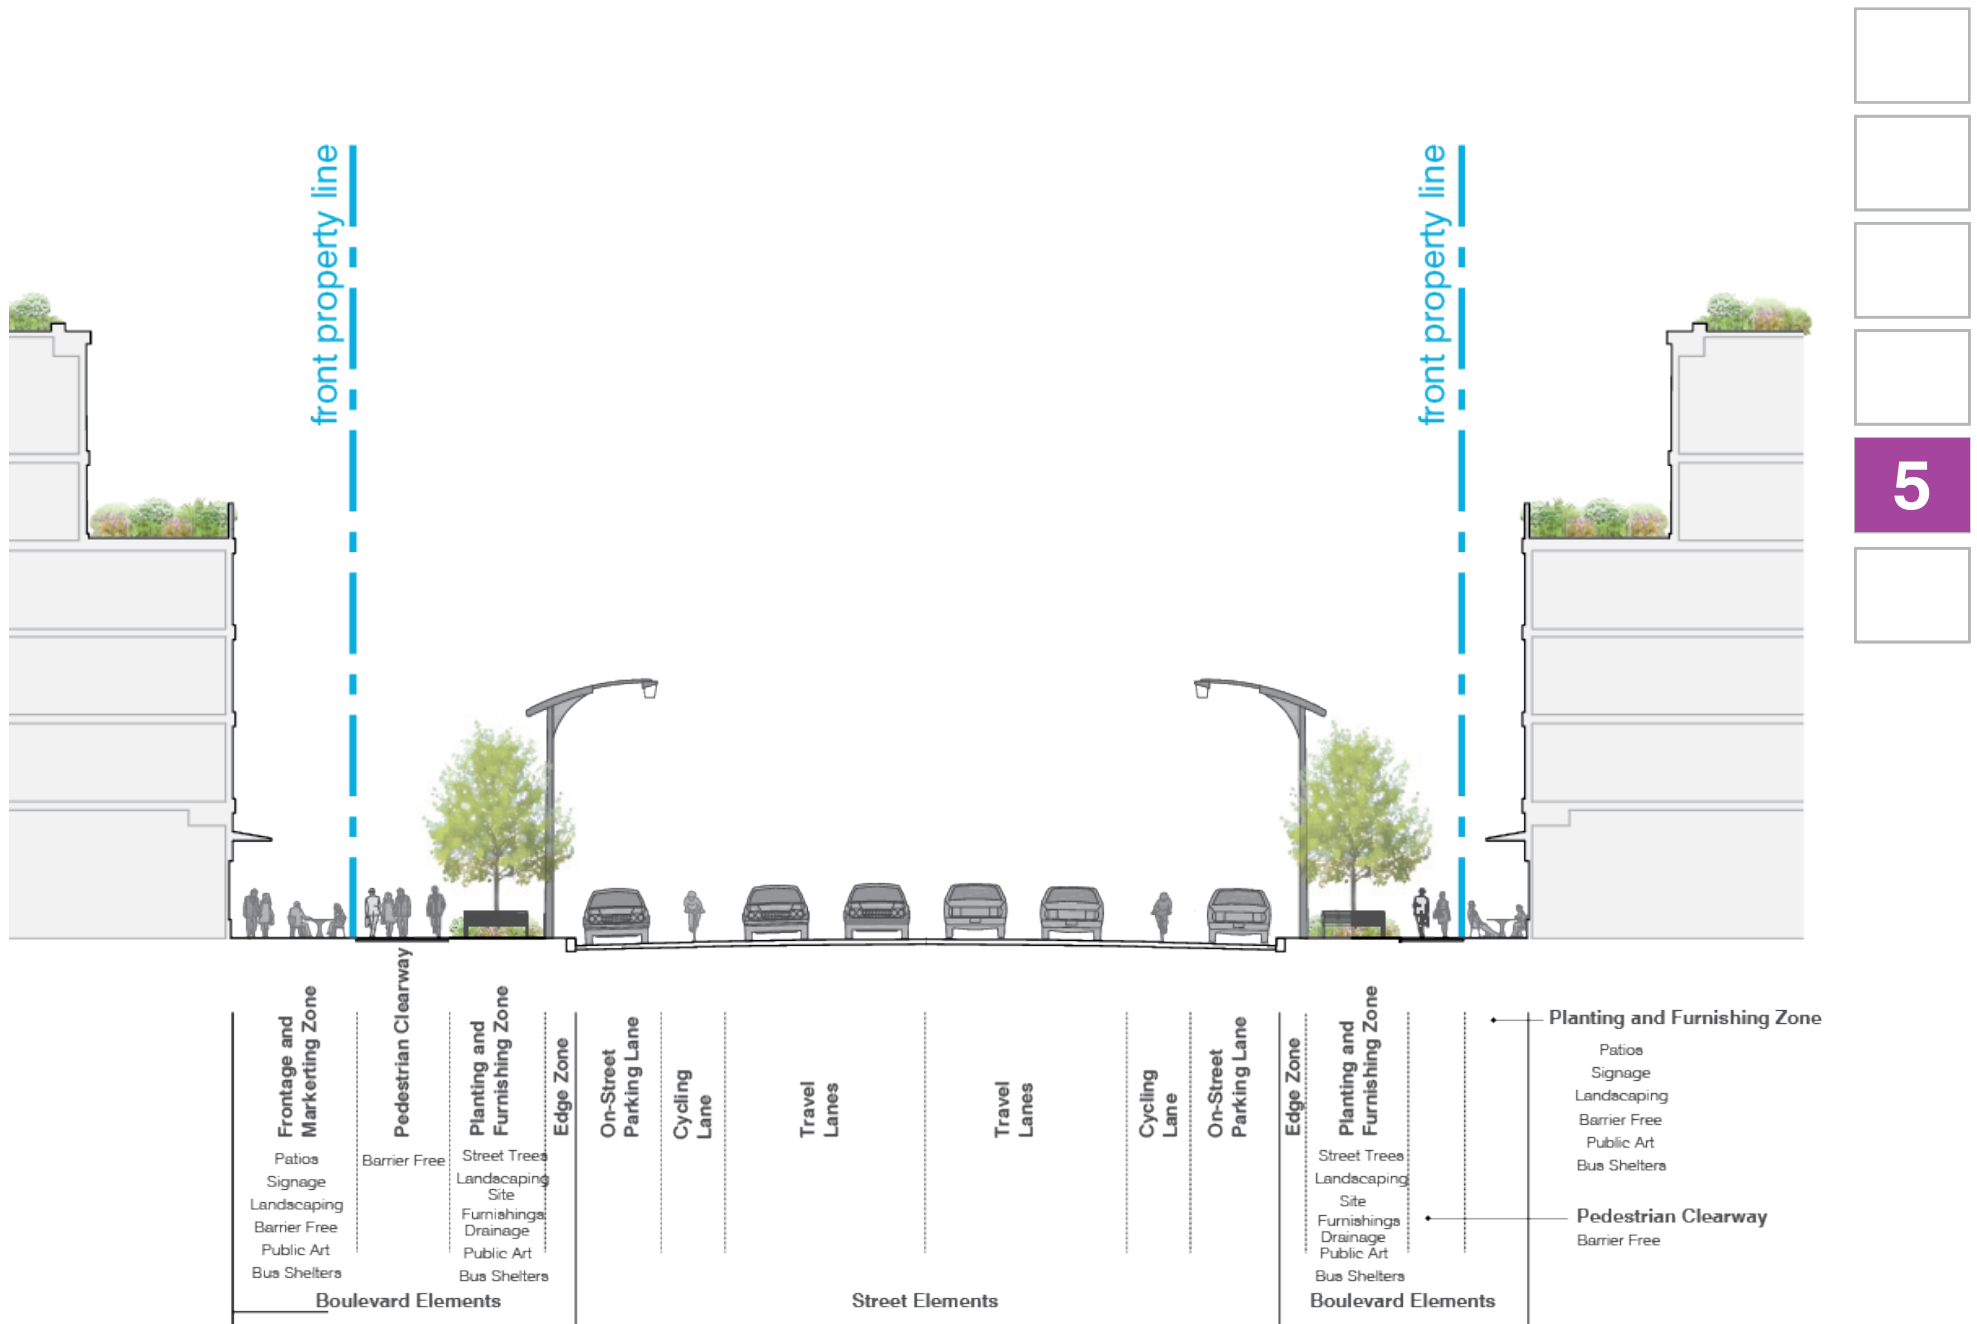 front property line
front property line
5
Frontage and
Markerting Zone
Patios
Signage
Landscaping
Barrier Free
Public Art
Bus Shelters
Pedestrian Clearway
Barrier Free
Planting and
Furnishing Zone
Street Trees
Landscaping
Site
Furnishings
Drainage
Public Art
Bus Shelters
Edge Zone
On-Street
Parking Lane
Cycling
Lane
Travel
Lanes
Travel
Lanes
Cycling
Lane
On-Street
Parking Lane
Edge Zone
Planting and
Furnishing Zone
Street Trees
Landscaping
Site
Furnishings
Drainage
Public Art
Bus Shelters
Planting and Furnishing Zone
Patios
Signage
Landscaping
Barrier Free
Public Art
Bus Shelters
Pedestrian Clearway
Barrier Free
Boulevard Elements
Street Elements
Boulevard Elements